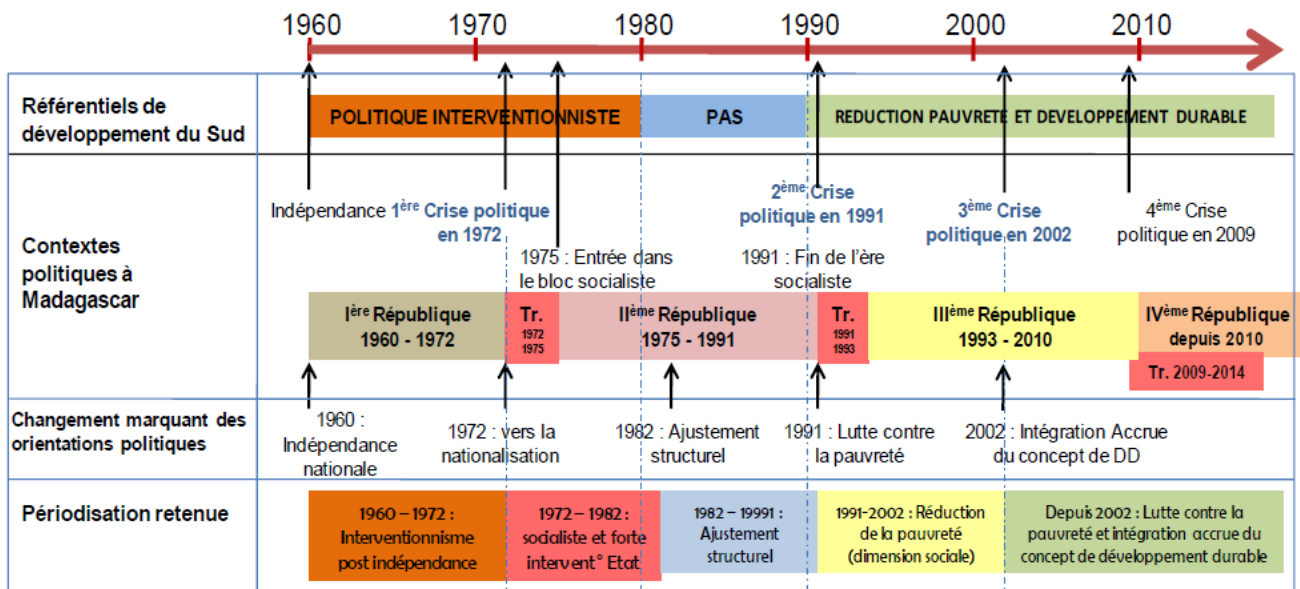 1960 1970 1980 1990 2000 2010
Référentiels de
développement du Sud
POLITIQUE INTERVENTIONNISTE
PAS
REDUCTION PAUVRETE ET DEVELOPPEMENT DURABLE
Contextes
politiques à
Madagascar
Indépendance
1ère Crise politique
en 1972
1975 : Entrée dans
le bloc socialiste
2ème Crise
politique en 1991
1991 : Fin de l'ère
socialiste
3ème Crise
politique en 2002
4ème Crise
politique en 2009
Ière République
1960 - 1972
Tr.
1972
1975
IIème République
1975 - 1991
Tr.
1991
1993
IIIème République
1993 - 2010
IVème République
depuis 2010
Tr. 2009-2014
Changement marquant des
orientations politiques
1960 :
Indépendance
nationale
1972 : vers la
nationalisation
1982 : Ajustement
structurel
1991 : Lutte contre
la pauvreté
2002 : Intégration Accrue
du concept de DD
Périodisation retenue
1960 – 1972 :
Interventionnisme
post indépendance
1972 – 1982 :
socialiste et forte
intervent° Etat
1982 – 19991 :
Ajustement
structurel
1991-2002 : Réduction
de la pauvreté
(dimension sociale)
Depuis 2002 : Lutte contre la
pauvreté et intégration accrue du
concept de développement durable